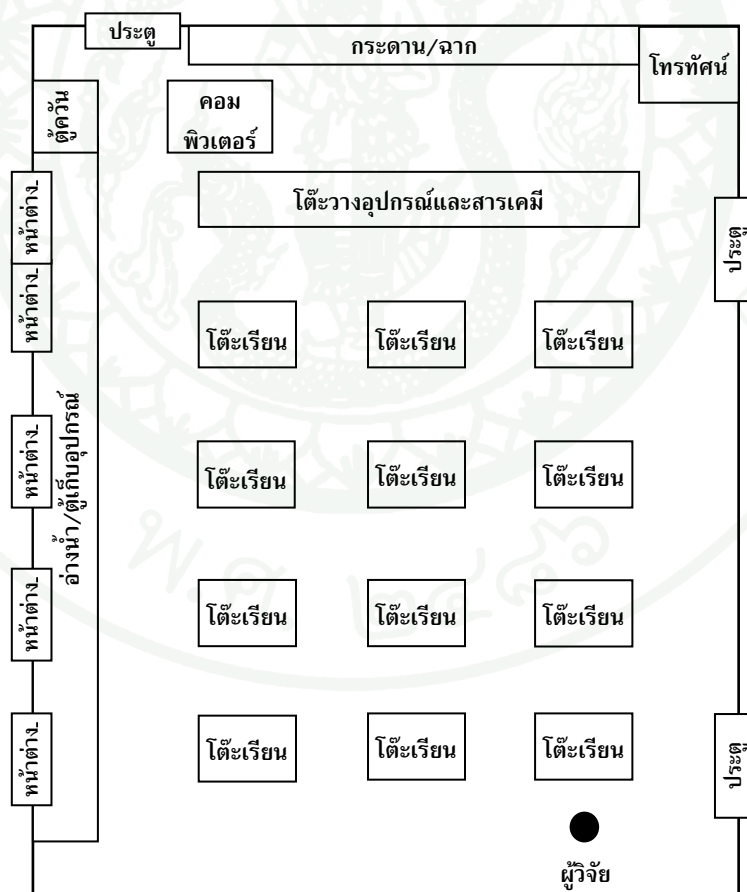 ประตู
กระดาน/ฉาก
โทรทัศน์
ตู้ควัน
คอม
พิวเตอร์
โต๊ะวางอุปกรณ์และสารเคมี
หน้าต่าง
ประตู
หน้าต่าง
โต๊ะเรียน โต๊ะเรียน โต๊ะเรียน
อ่างน้ำ/ตู้เก็บอุปกรณ์
หน้าต่าง
โต๊ะเรียน โต๊ะเรียน โต๊ะเรียน
พ.ศ. ๒๔๘๖
หน้าต่าง
โต๊ะเรียน โต๊ะเรียน โต๊ะเรียน
หน้าต่าง
โต๊ะเรียน โต๊ะเรียน โต๊ะเรียน
ประตู
ผู้วิจัย